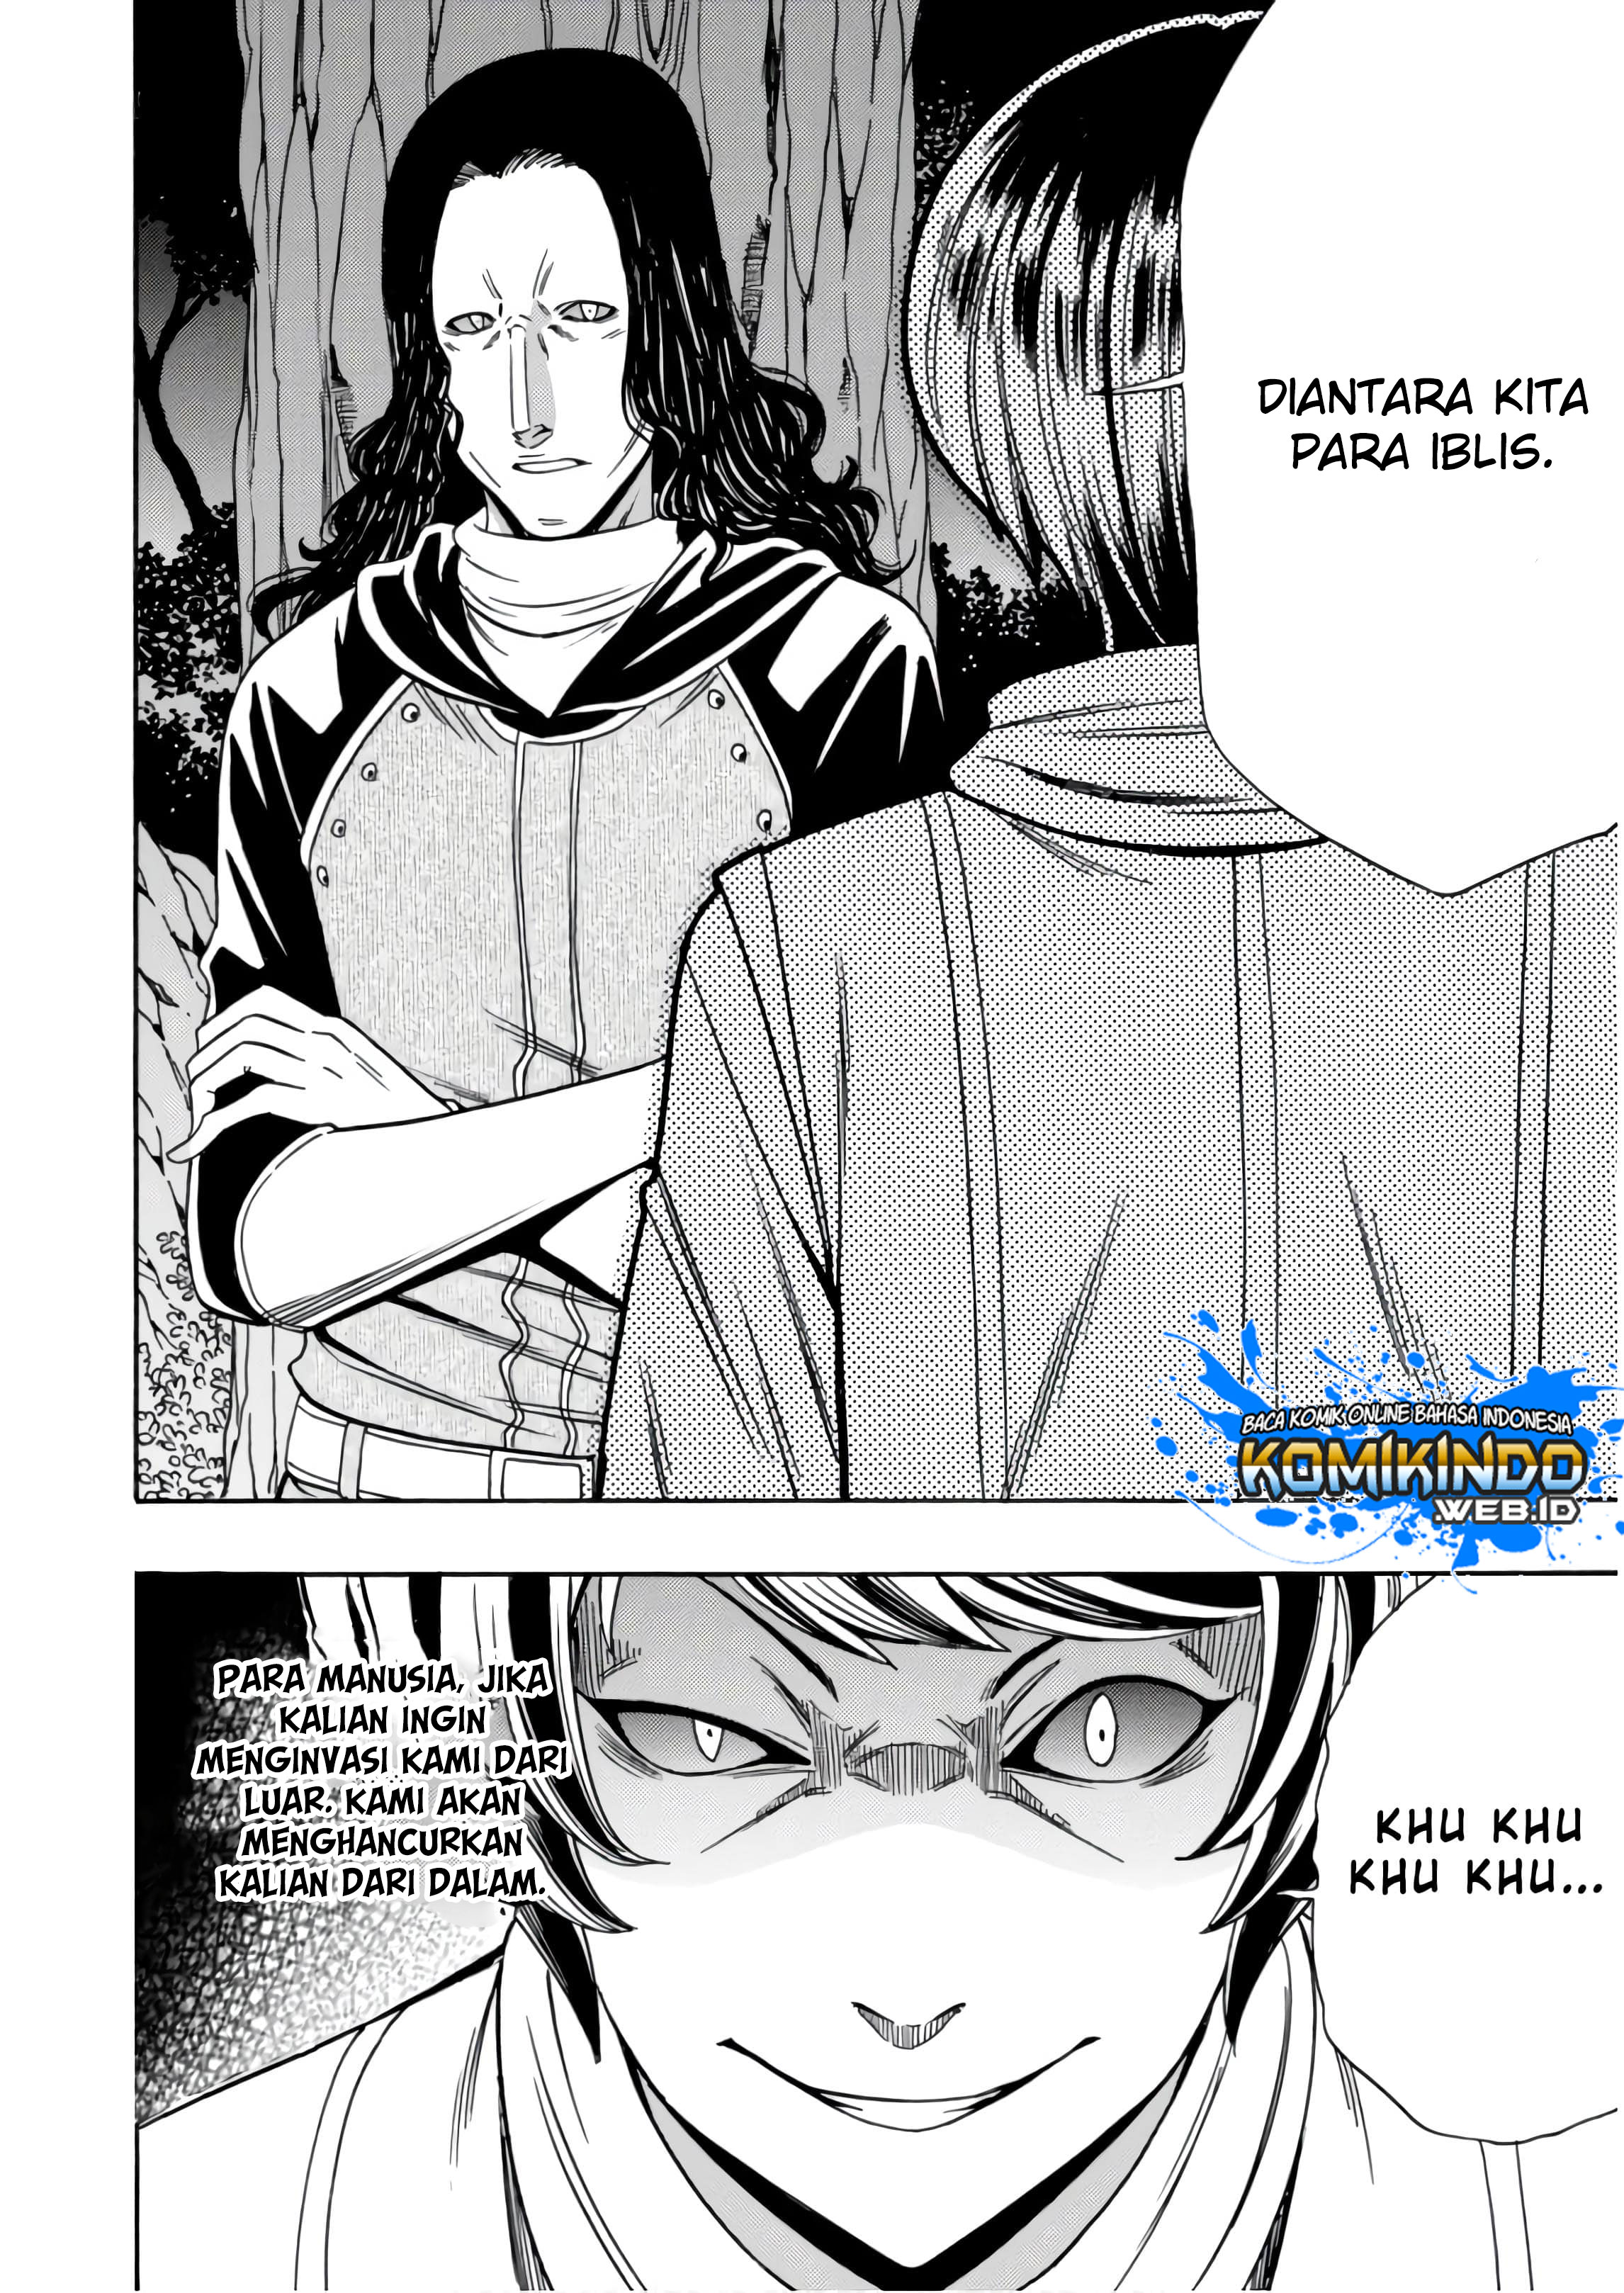 DIANTARA KITA
PARA IBLIS.
BACA KOMIK ONLINE BAHASA INDONESIA
KOMIKINDO
.WEB.ID
KHU KHU
KHU KHU...
PARA MANUSIA, JIKA
KALIAN INGIN
MENGINVASI KAMI DARI
LUAR. KAMI AKAN
MENGHANCURKAN
KALIAN DARI DALAM.